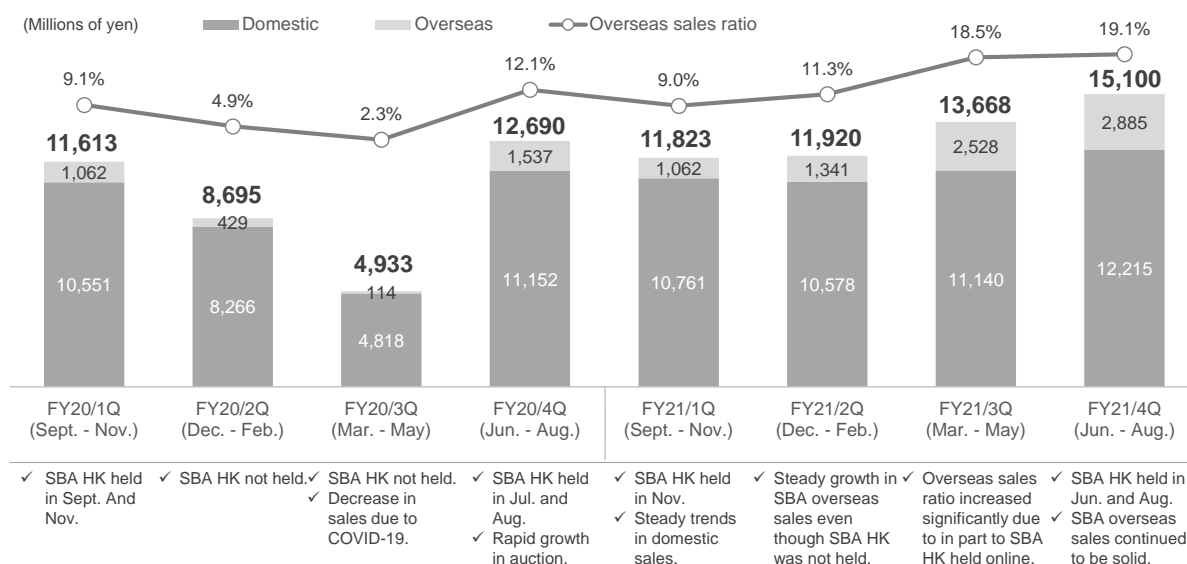 (Millions of yen)
Domestic
Overseas
Overseas sales ratio
9.1%
4.9%
2.3%
12.1%
9.0%
11.3%
18.5%
19.1%
11,613
8,695
4,933
12,690
11,823
11,920
13,668
15,100
1,062
429
114
1,537
1,062
1,341
2,528
2,885
10,551
8,266
4,818
11,152
10,761
10,578
11,140
12,215
FY20/1Q
(Sept. - Nov.)
FY20/2Q
(Dec. - Feb.)
FY20/3Q
(Mar. - May)
FY20/4Q
(Jun. - Aug.)
FY21/1Q
(Sept. - Nov.)
FY21/2Q
(Dec. - Feb.)
FY21/3Q
(Mar. - May)
FY21/4Q
(Jun. - Aug.)
✓ SBA HK held
in Sept. And
Nov.
✓ SBA HK not held.
✓ SBA HK not held.
✓ Decrease in
sales due to
COVID-19.
✓ SBA HK held
in Jul. and
Aug.
✓ Rapid growth
in auction.
✓ SBA HK held
in Nov.
✓ Steady trends
in domestic
sales.
✓ Steady growth in
SBA overseas
sales even
though SBA HK
was not held.
✓ Overseas sales
ratio increased
significantly due
to in part to SBA
HK held online.
✓ SBA HK held in
Jun. and Aug.
✓ SBA overseas
sales continued
to be solid.